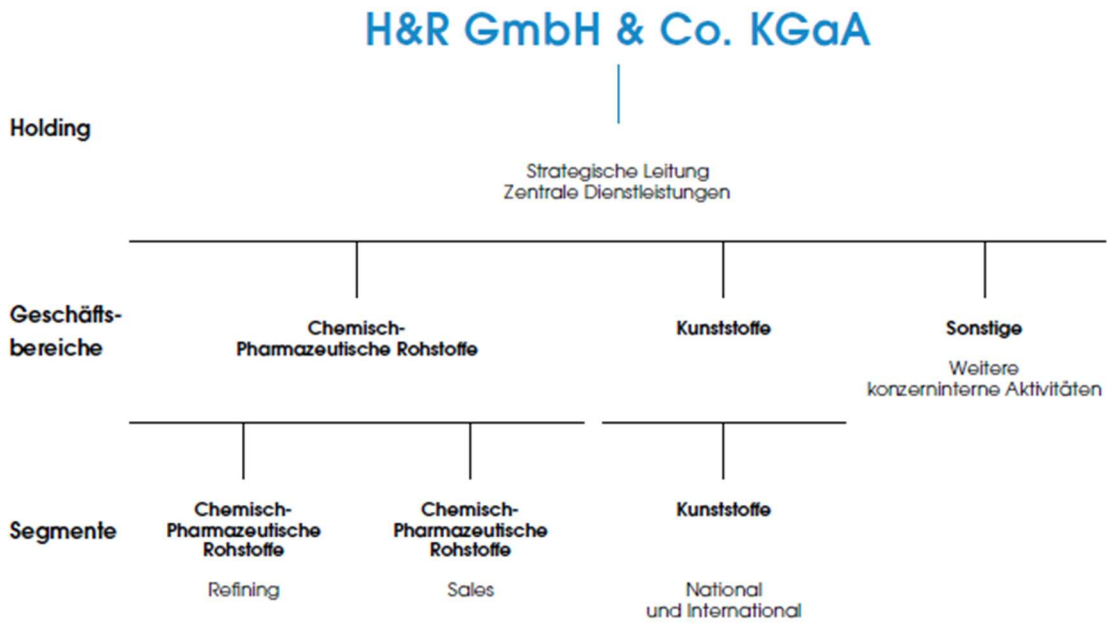 H&R GmbH & Co. KGaA
Holding
Strategische Leitung
Zentrale Dienstleistungen
Geschäfts-
bereiche
Chemisch-
Pharmazeutische Rohstoffe
Kunststoffe
Sonstige
Weitere
konzerninterne Aktivitäten
Segmente
Chemisch-
Pharmazeutische
Rohstoffe
Refining
Chemisch-
Pharmazeutische
Rohstoffe
Sales
Kunststoffe
National
und International